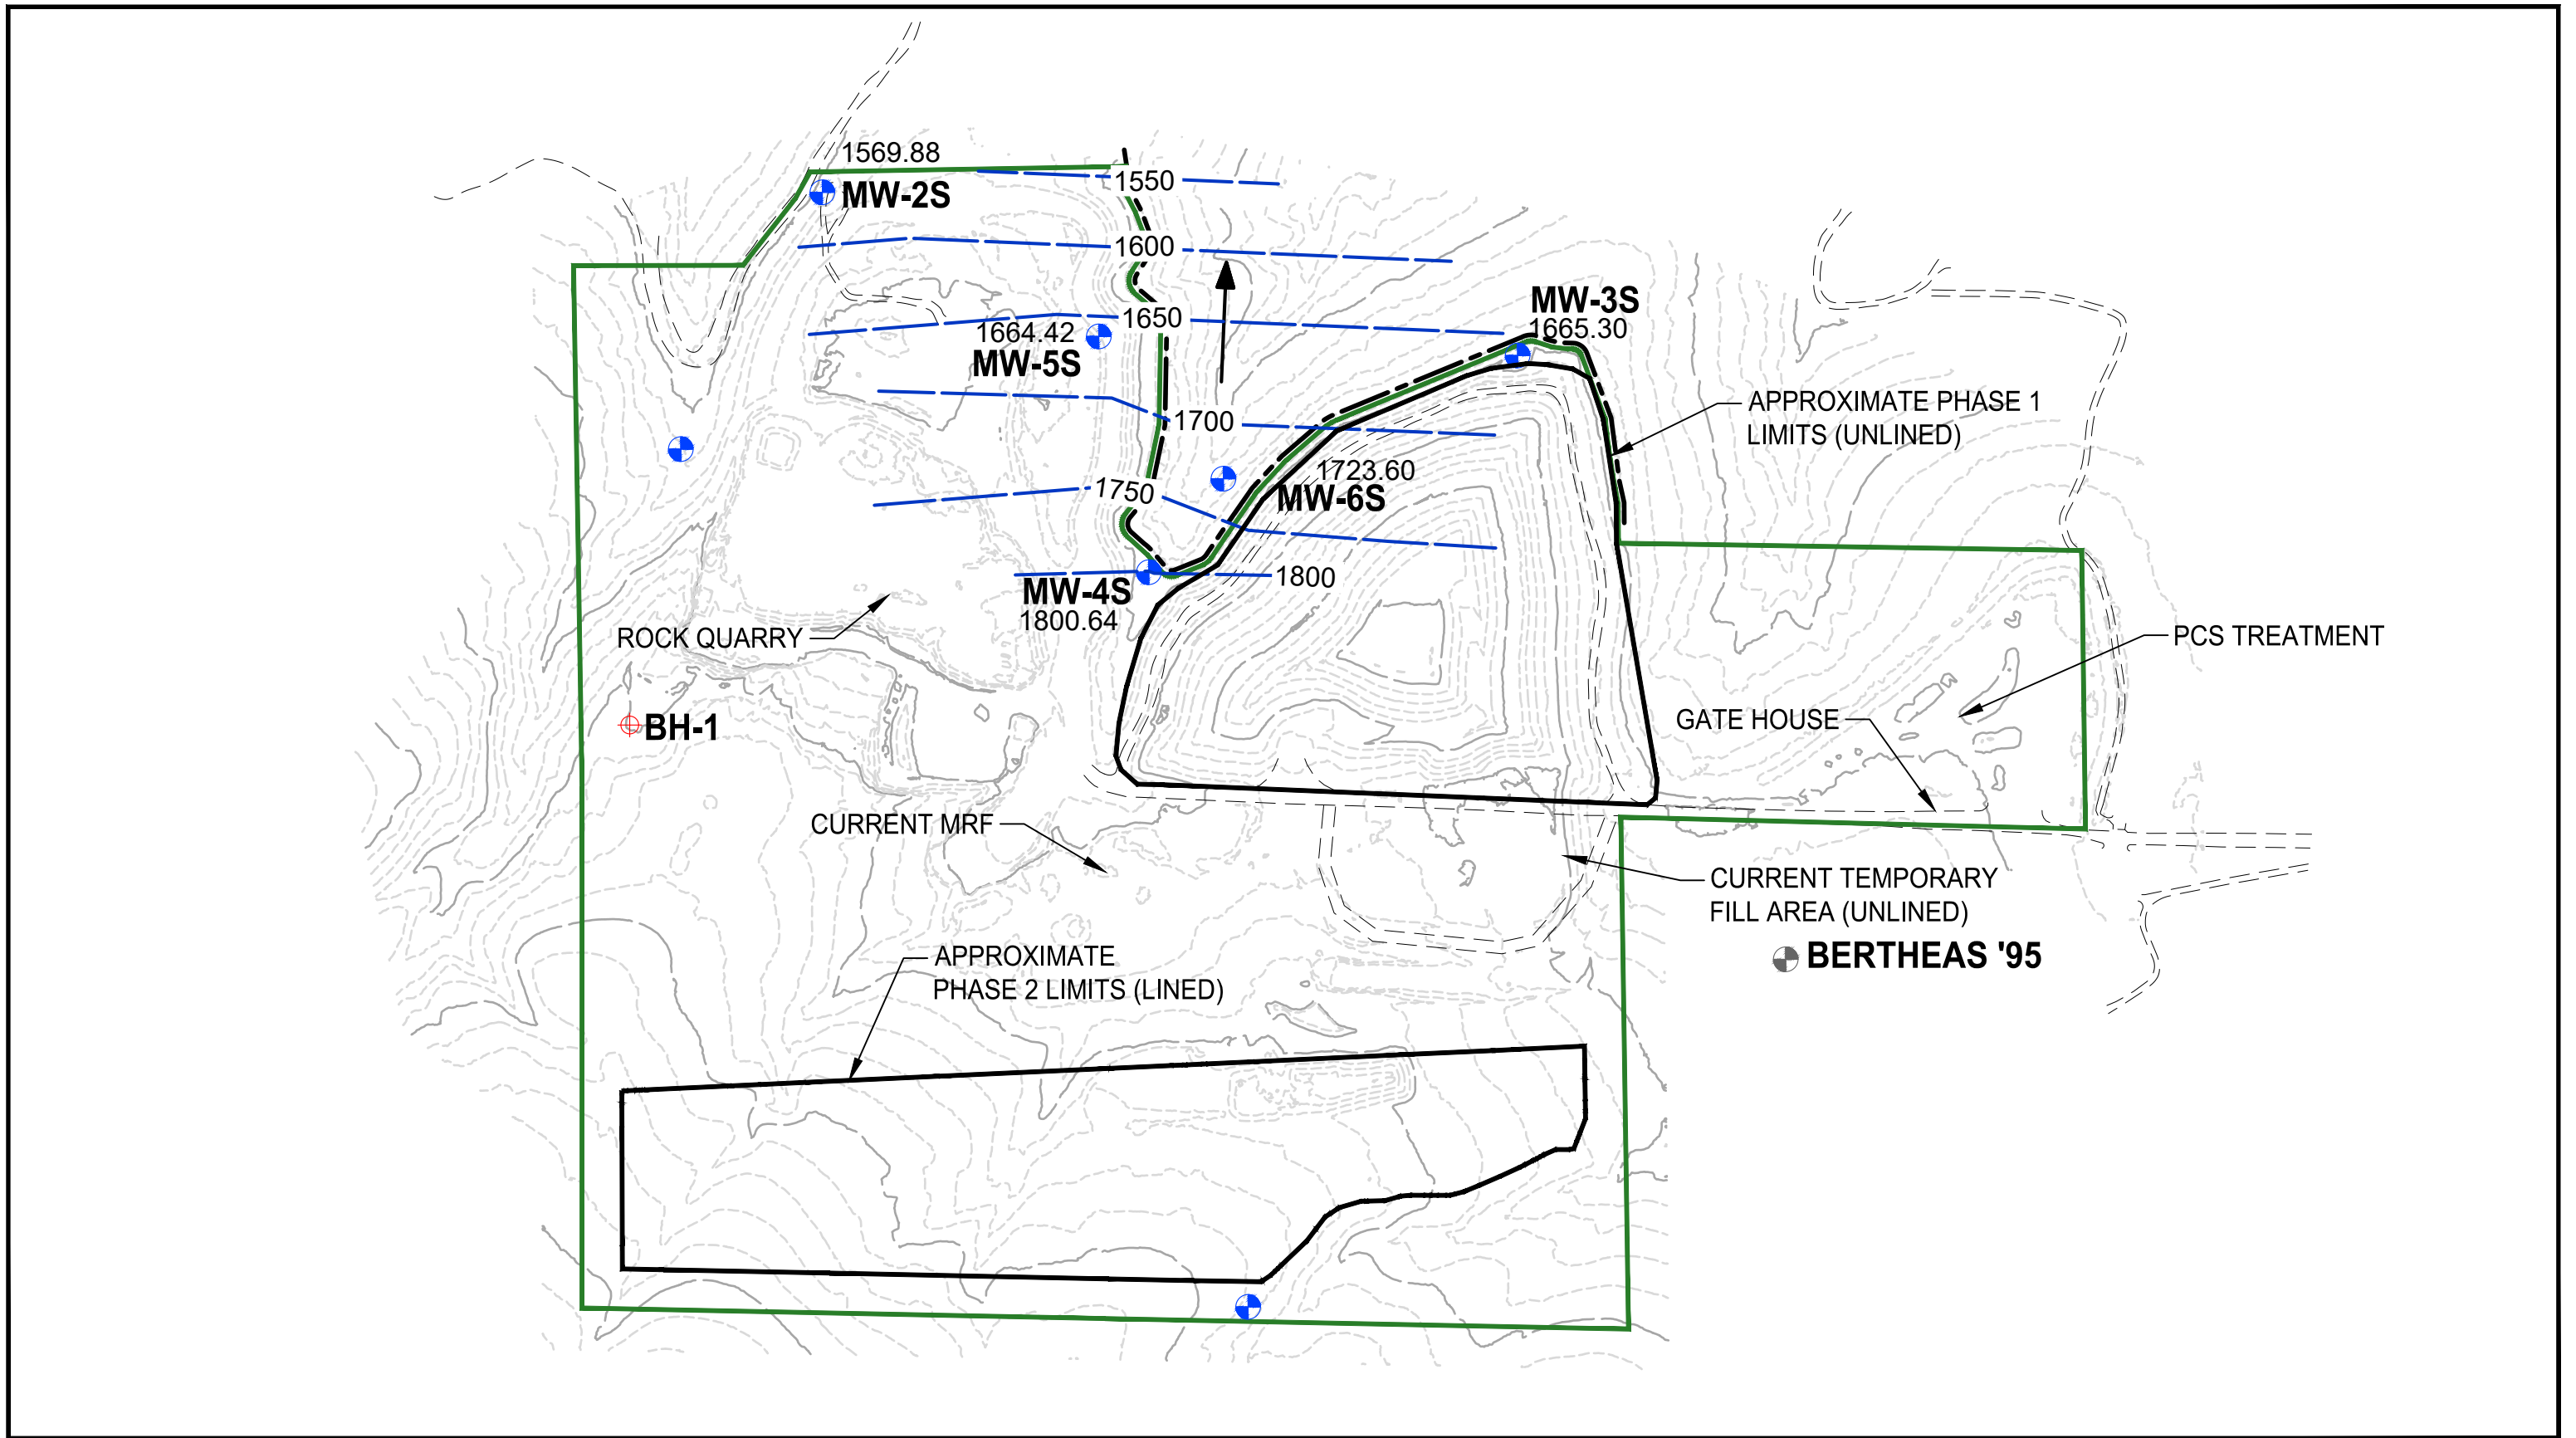 1569.88
MW-2S
1550
1600
MW-3S
1665.30
1650
1664.42
MW-5S
APPROXIMATE PHASE 1
LIMITS (UNLINED)
1700
1723.60
MW-6S
1750
1800
MW-4S
1800.64
ROCK QUARRY
PCS TREATMENT
BH-1
GATE HOUSE
CURRENT MRF
CURRENT TEMPORARY
FILL AREA (UNLINED)
BERTHEAS '95
APPROXIMATE
PHASE 2 LIMITS (LINED)